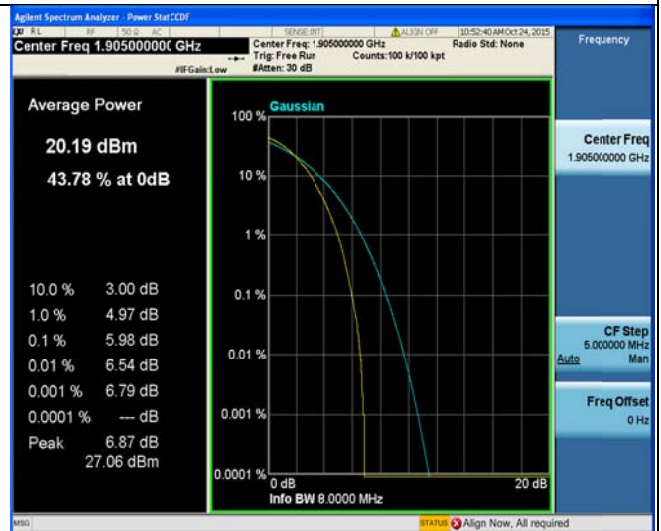 Agilent Spectrum Analyzer - Power Stat CCDF
RL RF 50 Ω AC SENSE:INT ALIGN OFF 10:52:40 AM Oct 24, 2015
Center Freq 1.905000000 GHz
Center Freq: 1.905000000 GHz
Radio Std: None
Trig: Free Run
Counts:100 k/100 kpt
#IFGain:Low
#Atten: 30 dB
Frequency
Average Power
20.19 dBm
43.78 % at 0dB
10.0 % 3.00 dB
1.0 % 4.97 dB
0.1 % 5.98 dB
0.01 % 6.54 dB
0.001 % 6.79 dB
0.0001 % --- dB
Peak 6.87 dB
27.06 dBm
Gaussian
100 %
10 %
1 %
0.1 %
0.01 %
0.001 %
0.0001 %
0 dB
20 dB
Info BW 8.0000 MHz
Center Freq
1.905000000 GHz
CF Step
5.000000 MHz
Auto Man
Freq Offset
0 Hz
MSG
STATUS Align Now, All required